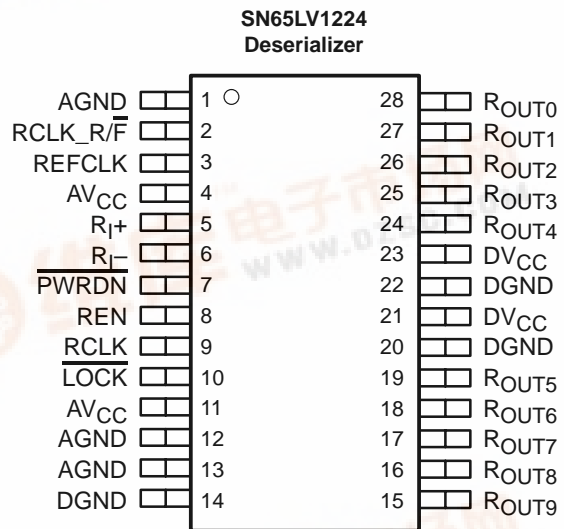 SN65LV1224
Deserializer
AGND 1 28 ROUT0
RCLK_R/F̅ 2 27 ROUT1
REFCLK 3 26 ROUT2
AVCC 4 25 ROUT3
RI+ 5 24 ROUT4
RI− 6 23 DVCC
P̅W̅R̅D̅N̅ 7 22 DGND
REN 8 21 DVCC
RCLK 9 20 DGND
L̅O̅C̅K̅ 10 19 ROUT5
AVCC 11 18 ROUT6
AGND 12 17 ROUT7
AGND 13 16 ROUT8
DGND 14 15 ROUT9